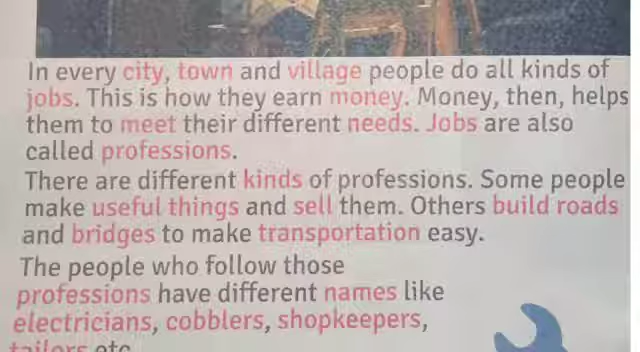 In every city, town and village people do all kinds of
jobs. This is how they earn money. Money, then, helps
them to meet their different needs. Jobs are also
called professions.
There are different kinds of professions. Some people
make useful things and sell them. Others build roads
and bridges to make transportation easy.
The people who follow those
professions have different names like
electricians, cobblers, shopkeepers,
tailors etc